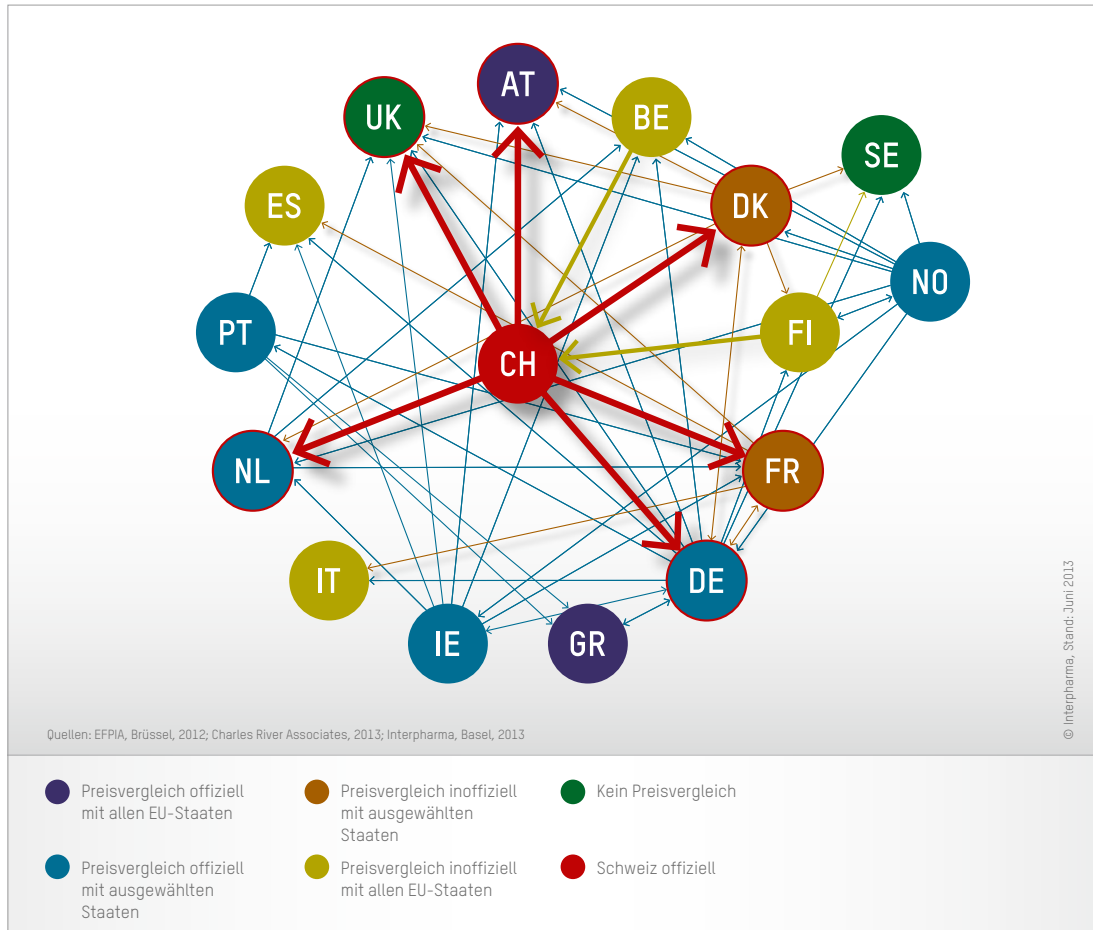 AT
UK
BE
SE
ES
DK
NO
PT
FI
CH
NL
FR
IT
DE
IE
GR
© Interpharma, Stand: Juni 2013
Quellen: EFPIA, Brüssel, 2012; Charles River Associates, 2013; Interpharma, Basel, 2013
Preisvergleich offiziell
mit allen EU-Staaten
Preisvergleich inoffiziell
mit ausgewählten
Staaten
Kein Preisvergleich
Preisvergleich offiziell
mit ausgewählten
Staaten
Preisvergleich inoffiziell
mit allen EU-Staaten
Schweiz offiziell